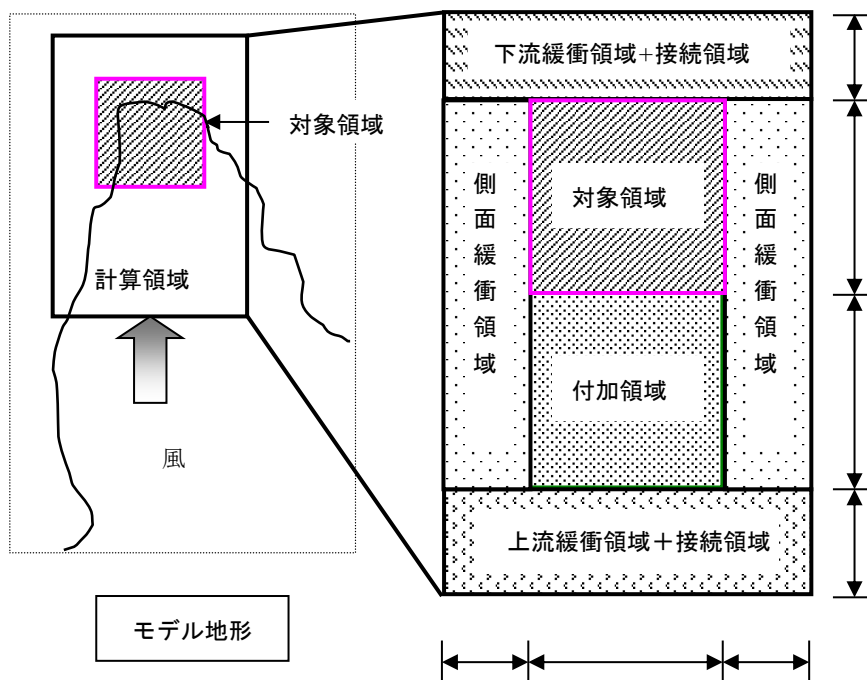 対象領域
計算領域
風
モデル地形
下流緩衝領域+接続領域
側面緩衝領域
対象領域
側面緩衝領域
付加領域
上流緩衝領域＋接続領域